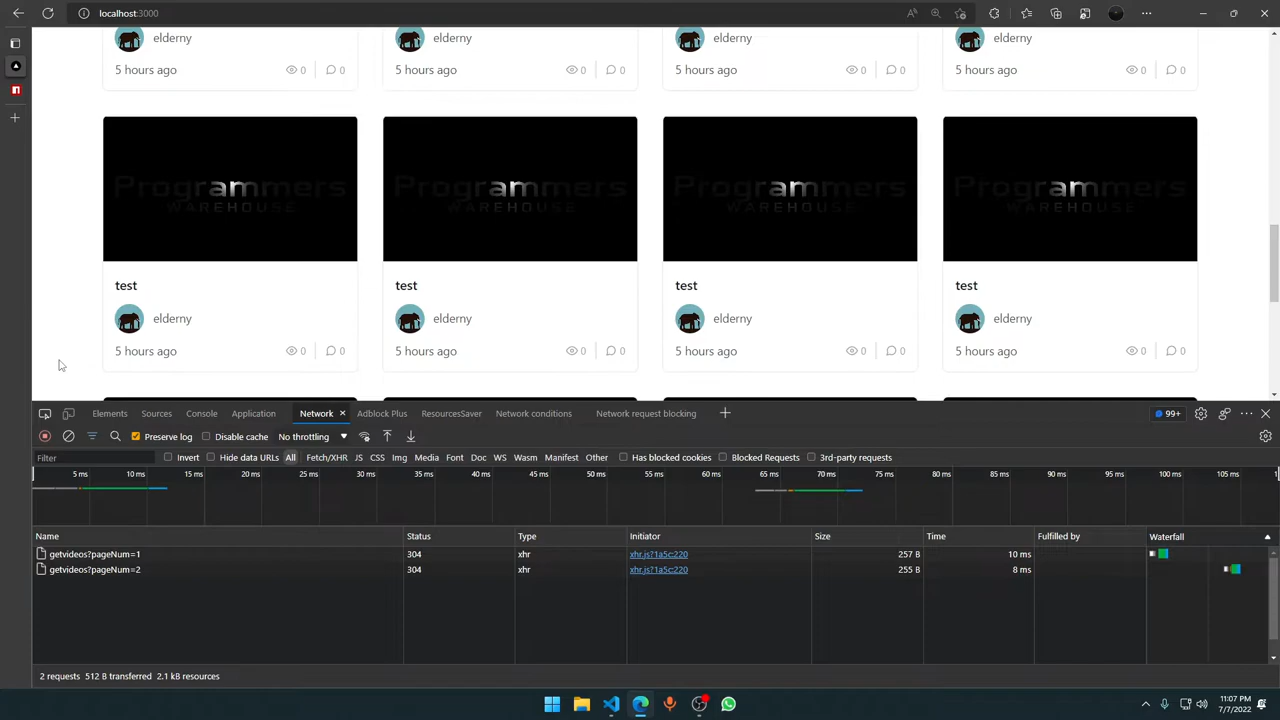 localhost:3000
elderny elderny elderny elderny
5 hours ago 0 0 5 hours ago 0 0 5 hours ago 0 0 5 hours ago 0 0
Programmers Programmers Programmers Programmers
WAREHOUSE WAREHOUSE WAREHOUSE WAREHOUSE
test test test test
elderny elderny elderny elderny
5 hours ago 0 0 5 hours ago 0 0 5 hours ago 0 0 5 hours ago 0 0
Elements Sources Console Application Network Adblock Plus ResourcesSaver Network conditions Network request blocking 99+
Preserve log Disable cache No throttling
Filter Invert Hide data URLs All Fetch/XHR JS CSS Img Media Font Doc WS Wasm Manifest Other Has blocked cookies Blocked Requests 3rd-party requests
5 ms 10 ms 15 ms 20 ms 25 ms 30 ms 35 ms 40 ms 45 ms 50 ms 55 ms 60 ms 65 ms 70 ms 75 ms 80 ms 85 ms 90 ms 95 ms 100 ms 105 ms
Name Status Type Initiator Size Time Fulfilled by Waterfall
getvideos?pageNum=1 304 xhr xhr.js?1a5c:220 257 B 10 ms
getvideos?pageNum=2 304 xhr xhr.js?1a5c:220 255 B 8 ms
2 requests 512 B transferred 2.1 kB resources
11:07 PM
7/7/2022